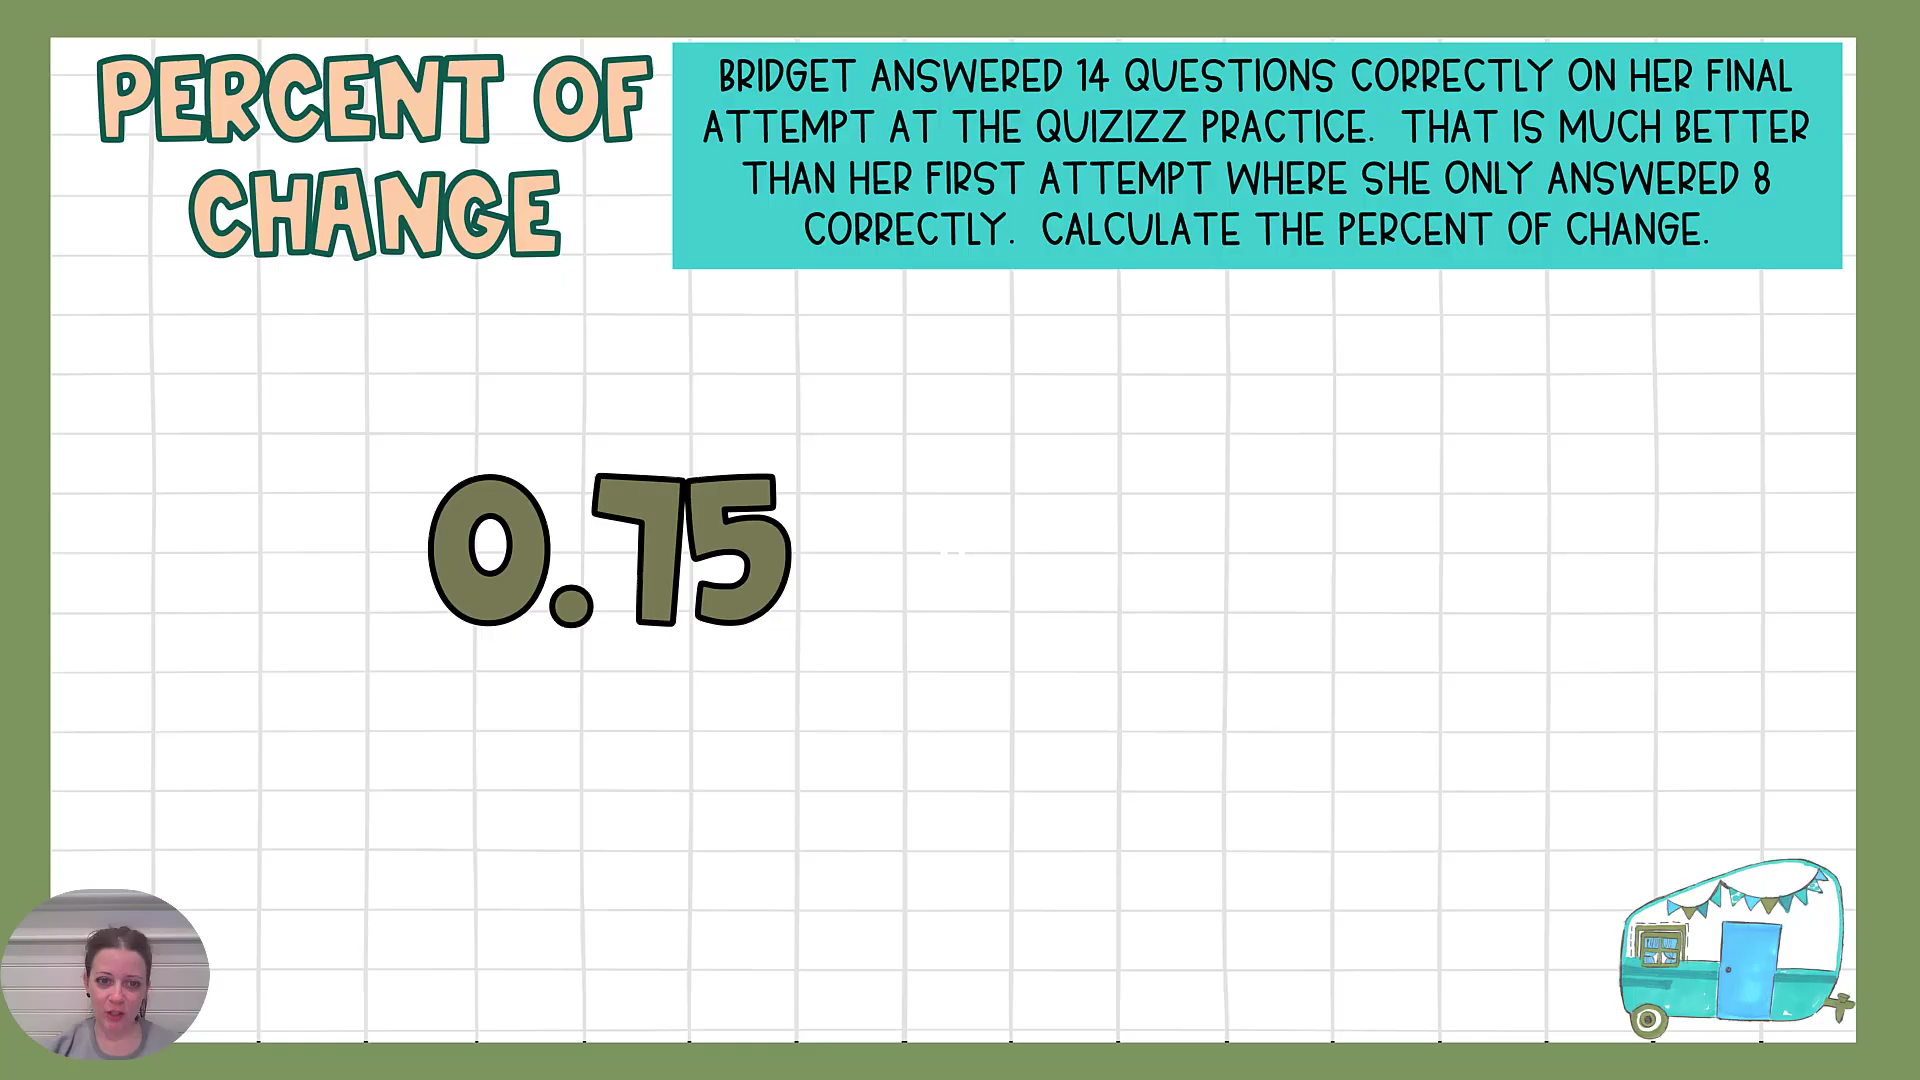 PERCENT OF
CHANGE
BRIDGET ANSWERED 14 QUESTIONS CORRECTLY ON HER FINAL
ATTEMPT AT THE QUIZIZZ PRACTICE. THAT IS MUCH BETTER
THAN HER FIRST ATTEMPT WHERE SHE ONLY ANSWERED 8
CORRECTLY. CALCULATE THE PERCENT OF CHANGE.
0.75